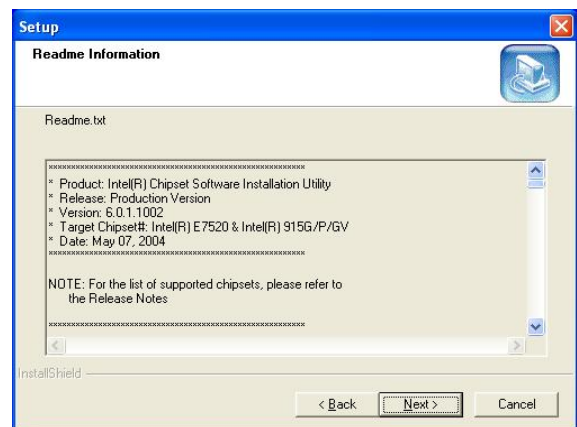 Setup
Readme Information
Readme.txt
************************************************************
* Product: Intel(R) Chipset Software Installation Utility
* Release: Production Version
* Version: 6.0.1.1002
* Target Chipset#: Intel(R) E7520 & Intel(R) 915G/P/GV
* Date: May 07, 2004
************************************************************
NOTE: For the list of supported chipsets, please refer to
the Release Notes
************************************************************
InstallShield
< Back Next > Cancel